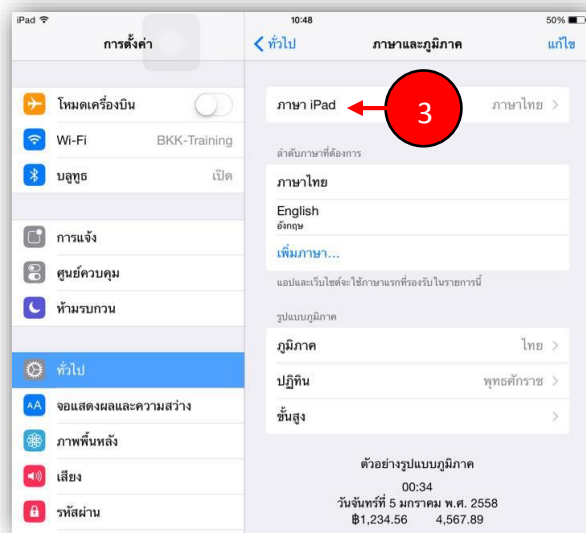 iPad 10:48 50%
การตั้งค่า
ทั่วไป ภาษาและภูมิภาค แก้ไข
โหมดเครื่องบิน
Wi-Fi BKK-Training
บลูทูธ เปิด
การแจ้ง
ศูนย์ควบคุม
ห้ามรบกวน
ทั่วไป
AA จอแสดงผลและความสว่าง
ภาพพื้นหลัง
เสียง
รหัสผ่าน
ภาษา iPad 3 ภาษาไทย
ลำดับภาษาที่ต้องการ
ภาษาไทย
English
อังกฤษ
เพิ่มภาษา...
แอปและเว็บไซต์จะใช้ภาษาแรกที่รองรับในรายการนี้
รูปแบบภูมิภาค
ภูมิภาค ไทย
ปฏิทิน พุทธศักราช
ขั้นสูง
ตัวอย่างรูปแบบภูมิภาค
00:34
วันจันทร์ที่ 5 มกราคม พ.ศ. 2558
฿1,234.56 4,567.89